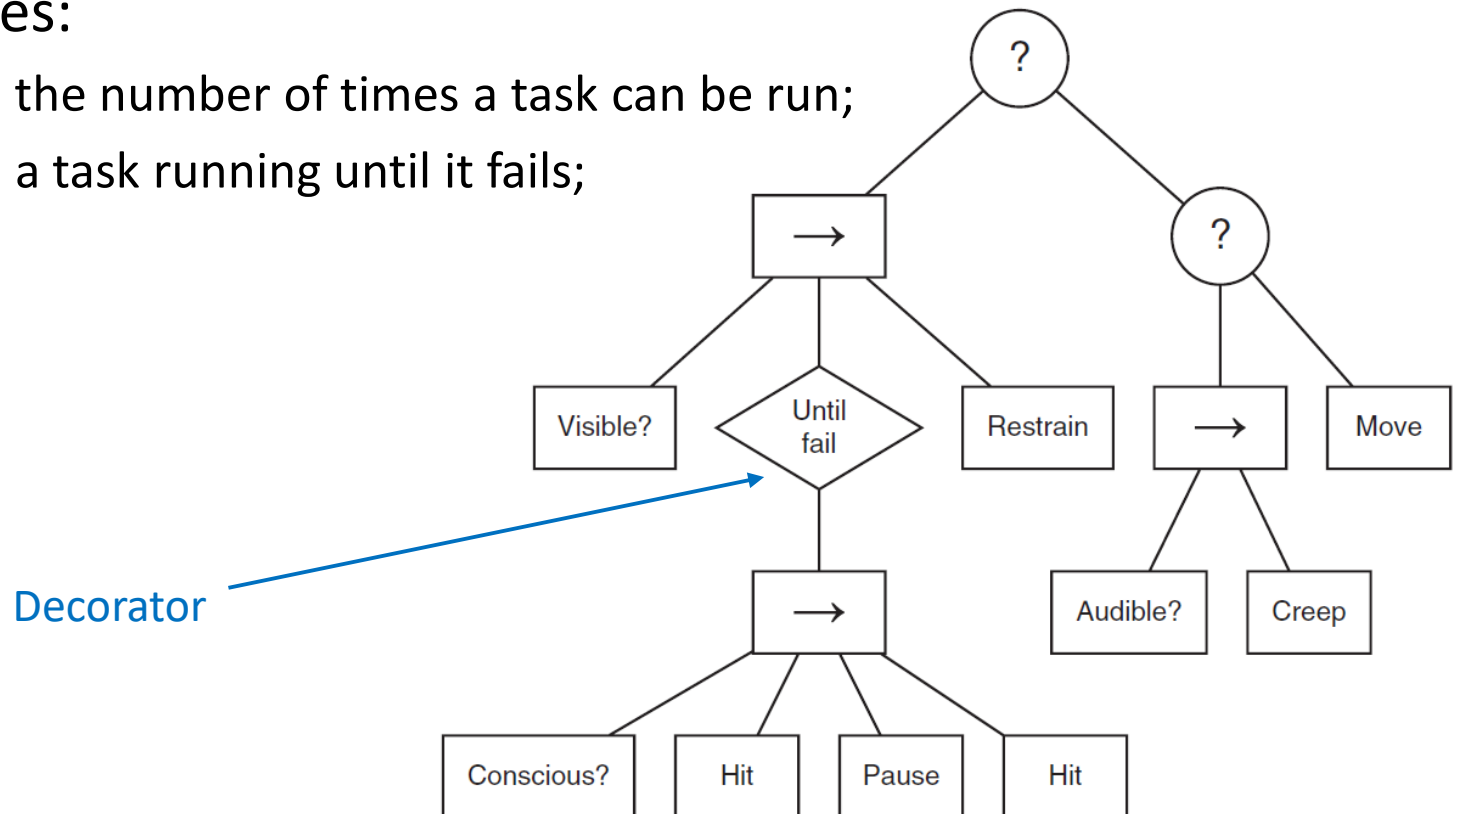 es:
the number of times a task can be run;
a task running until it fails;
?
→
?
Visible?
Until
fail
Restrain
→
Move
Decorator
→
Audible?
Creep
Conscious?
Hit
Pause
Hit